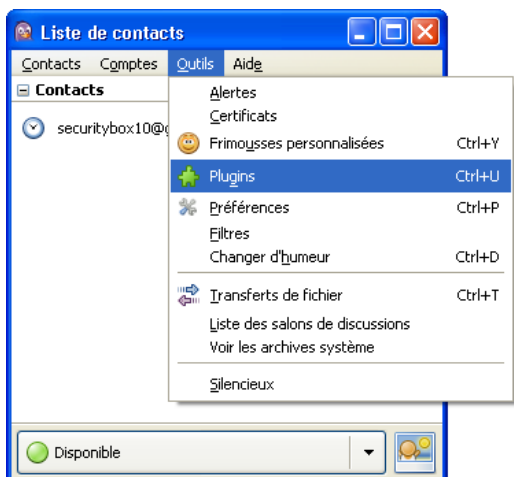 Liste de contacts
Contacts Comptes Outils Aide
Contacts
securitybox10@
Alertes
Certificats
Frimousses personnalisées Ctrl+Y
Plugins Ctrl+U
Préférences Ctrl+P
Filtres
Changer d'humeur Ctrl+D
Transferts de fichier Ctrl+T
Liste des salons de discussions
Voir les archives système
Silencieux
Disponible